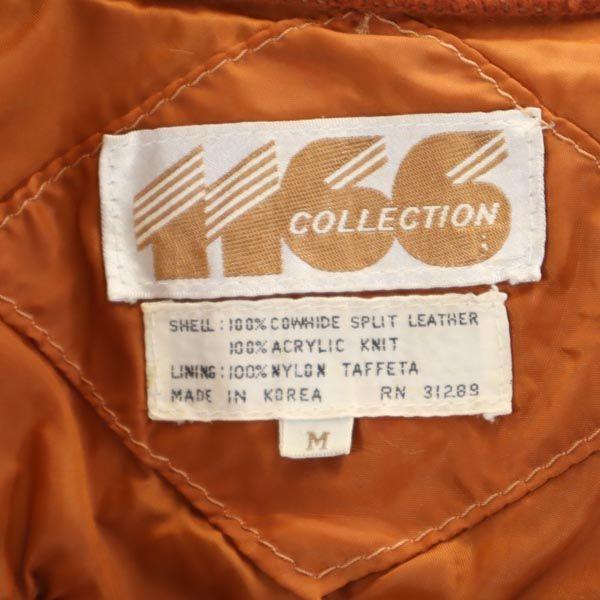 1166
COLLECTION
SHELL: 100% COWHIDE SPLIT LEATHER
100% ACRYLIC KNIT
LINING: 100% NYLON TAFFETA
MADE IN KOREA RN 31289
M